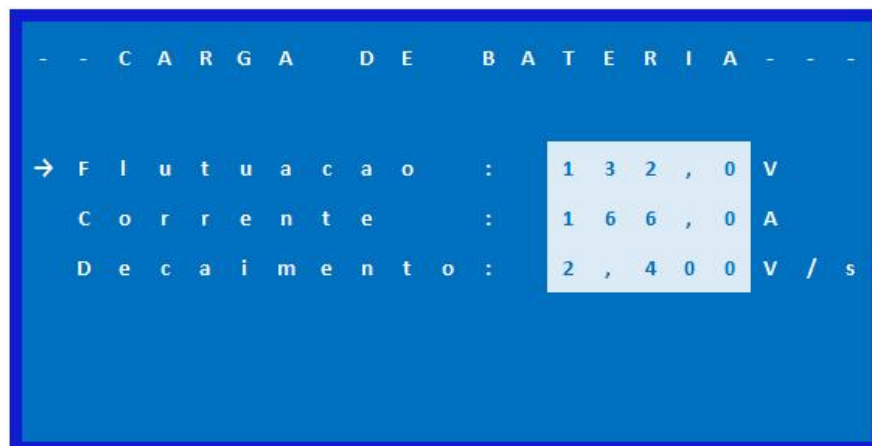 --CARGA DE BATERIA---
→Flutuacao : 132,0V
Corrente : 166,0A
Decaimento: 2,400V/s